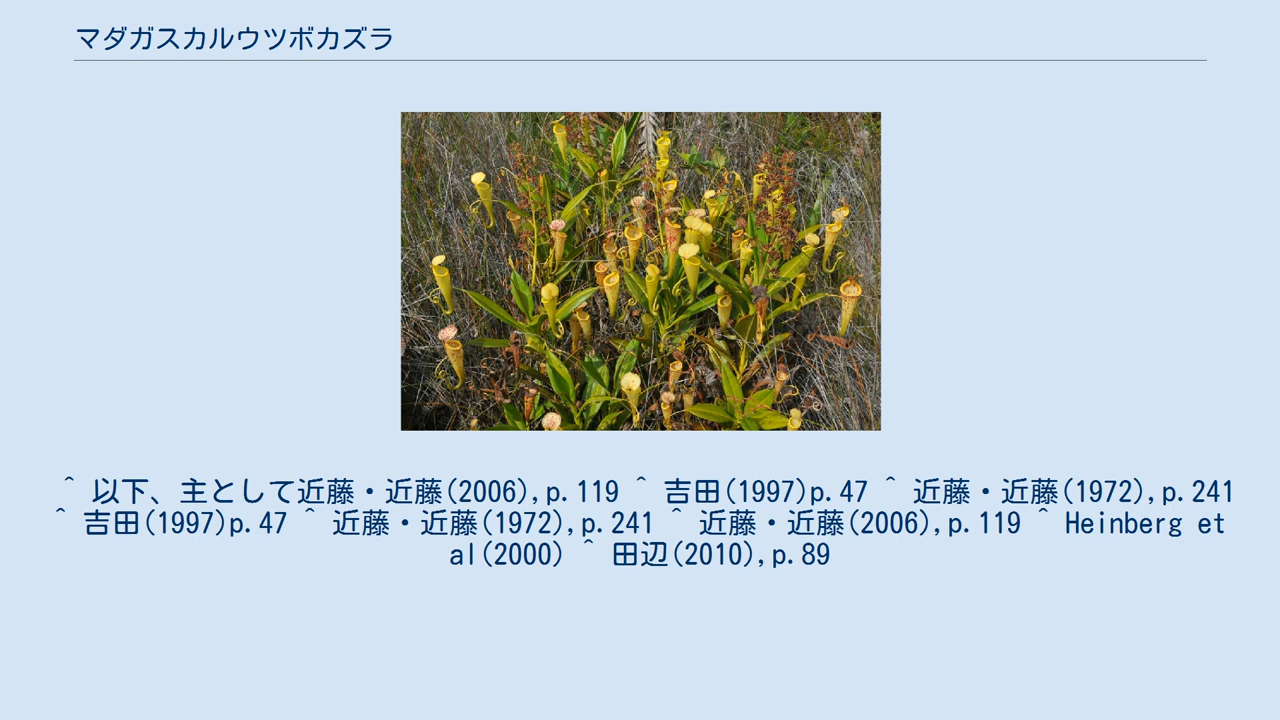 マダガスカルウツボカズラ
^ 以下、主として近藤・近藤(2006),p.119 ^ 吉田(1997)p.47 ^ 近藤・近藤(1972),p.241
^ 吉田(1997)p.47 ^ 近藤・近藤(1972),p.241 ^ 近藤・近藤(2006),p.119 ^ Heinberg et
al(2000) ^ 田辺(2010),p.89